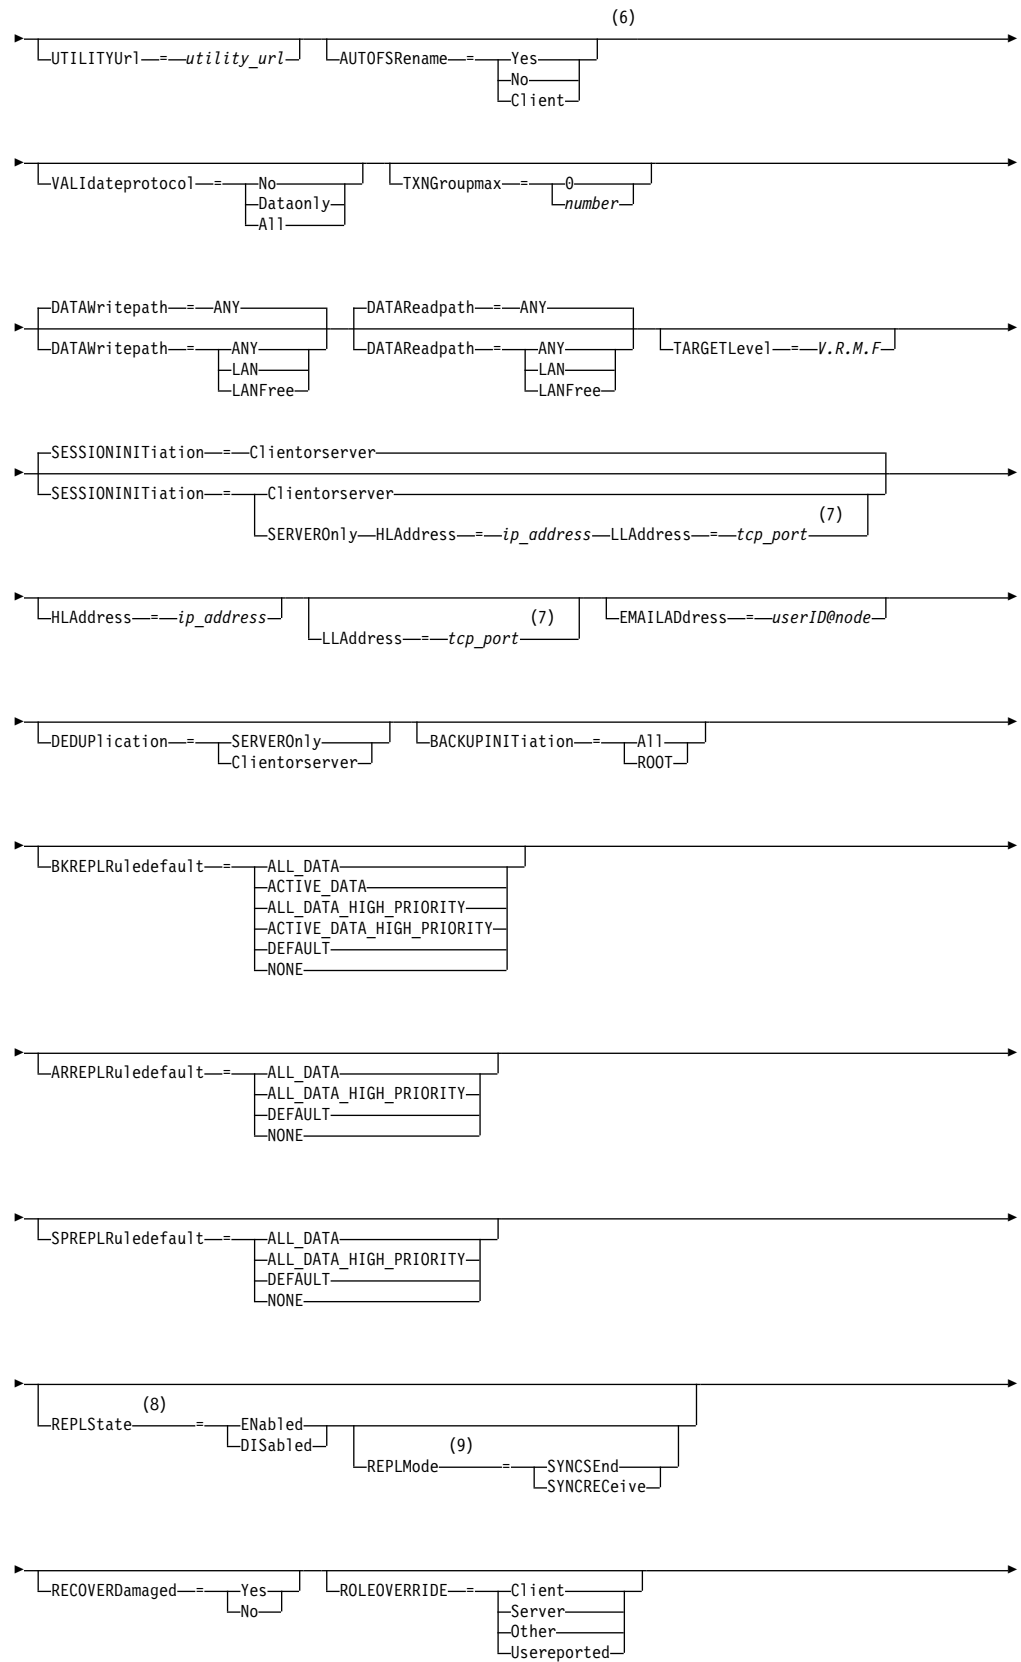 (6)
UTILITYUrl = utility_url AUTOFSRename = Yes
No
Client
VALIdateprotocol = No TXNGroupmax = 0
Dataonly number
All
DATAWritepath = ANY DATAReadpath = ANY
DATAWritepath = ANY DATAReadpath = ANY TARGETLevel = V.R.M.F
LAN LAN
LANFree LANFree
SESSIONINITiation = Clientorserver
SESSIONINITiation = Clientorserver
(7)
SERVEROnly HLAddress = ip_address LLAddress = tcp_port
HLAddress = ip_address (7) EMAILADdress = userID@node
LLAddress = tcp_port
DEDUPlication = SERVEROnly BACKUPINITiation = All
Clientorserver ROOT
BKREPLRuledefault = ALL_DATA
ACTIVE_DATA
ALL_DATA_HIGH_PRIORITY
ACTIVE_DATA_HIGH_PRIORITY
DEFAULT
NONE
ARREPLRuledefault = ALL_DATA
ALL_DATA_HIGH_PRIORITY
DEFAULT
NONE
SPREPLRuledefault = ALL_DATA
ALL_DATA_HIGH_PRIORITY
DEFAULT
NONE
(8)
REPLState = ENabled
DISabled (9)
REPLMode = SYNCSEnd
SYNCRECeive
RECOVERDamaged = Yes ROLEOVERRIDE = Client
No Server
Other
Usereported